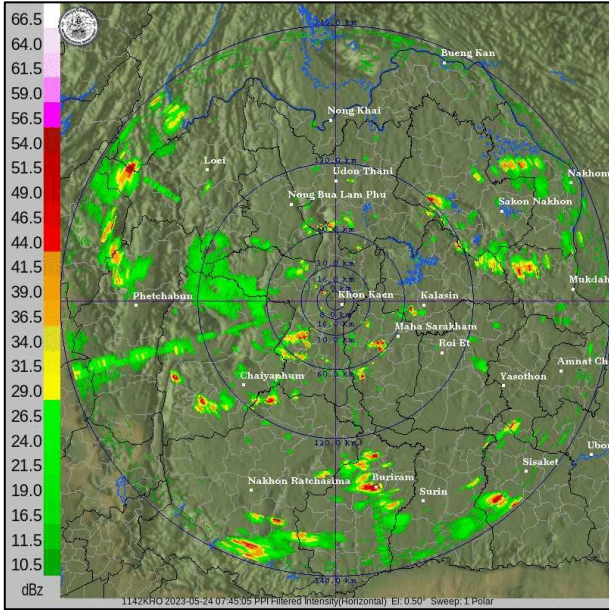 66.5
64.0
61.5
59.0
56.5
54.0
51.5
49.0
46.5
44.0
41.5
39.0
36.5
34.0
31.5
29.0
26.5
24.0
21.5
19.0
16.5
14.0
11.5
10.5
dBz
Bueng Kan
Nong Khai
Loei
Udon Thani
Nakhom
Nong Bua Lam Phu
Sakon Nakhon
Mukdah
Phetchabun
Khon Kaen
Kalasin
Maha Sarakham
Roi Et
Amnat Ch
Chaiyaphum
Yasothon
120.0 km
Ubon
Sisaket
Nakhon Ratchasima
Buriram
Surin
240.0 km
1142KHO 2023-05-24 07:45:05 PPI Filtered Intensity(Horizontal) El: 0.50° Sweep: 1 Polar